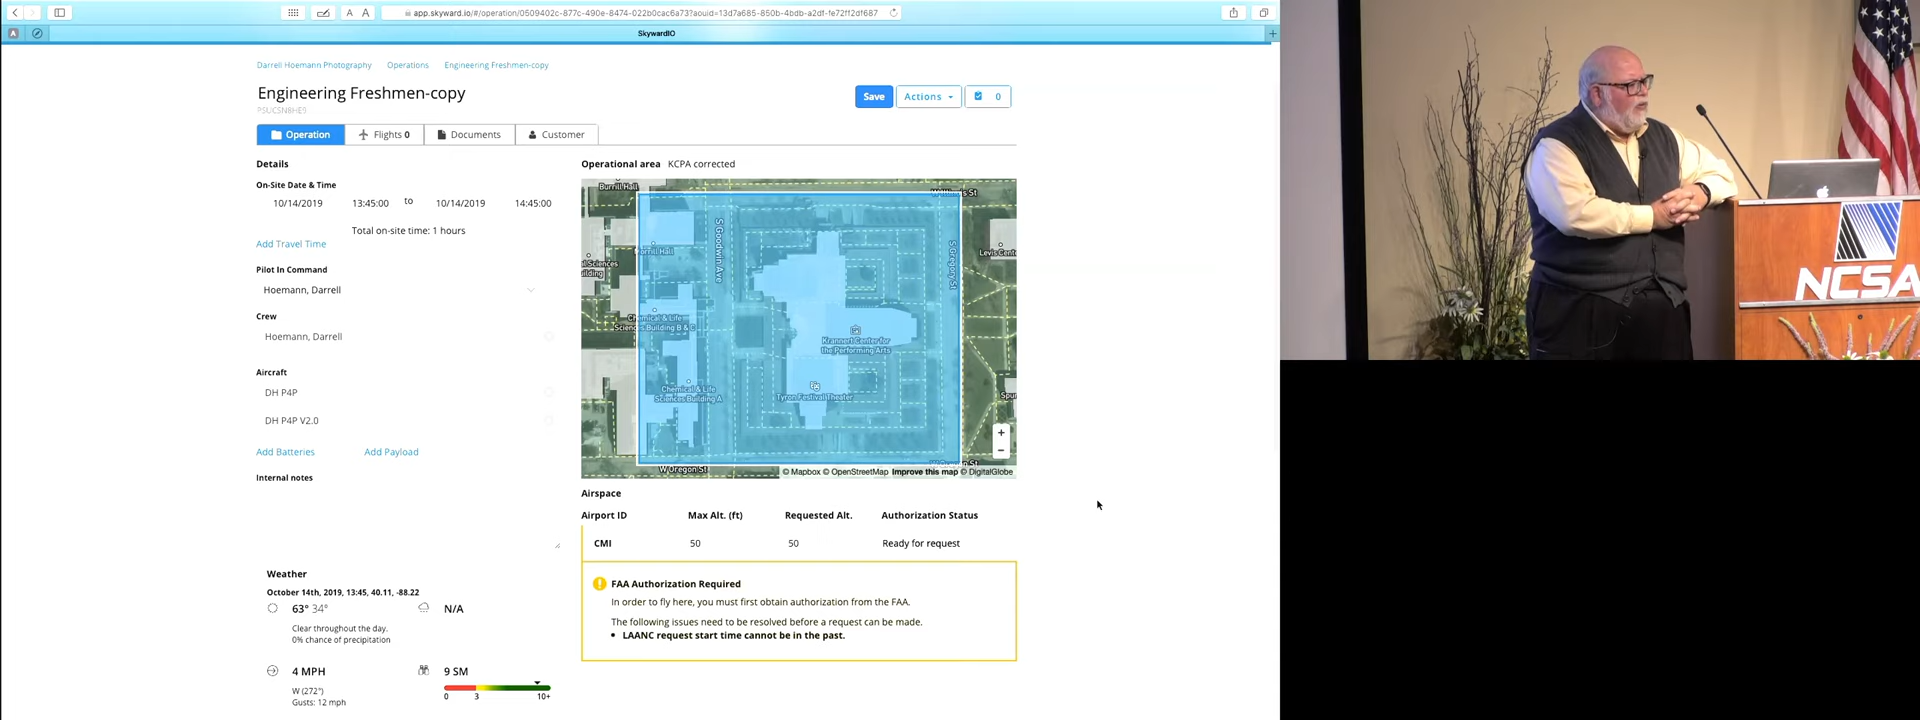 A A
app.skyward.io/#/operation/0509402c-877c-490e-8474-022b0cac6a73?aouid=13d7a685-850b-4bdb-a2df-fe72ff2df687
SkywardIO
Darrell Hoemann Photography Operations Engineering Freshmen-copy
Engineering Freshmen-copy
Save Actions 0
Operation Flights 0 Documents Customer
Details
Operational area KCPA corrected
On-Site Date & Time
10/14/2019 13:45:00 to 10/14/2019 14:45:00
Total on-site time: 1 hours
Add Travel Time
Pilot In Command
Hoemann, Darrell
Crew
Hoemann, Darrell
Aircraft
DH P4P
DH P4P V2.0
Add Batteries Add Payload
Internal notes
Burrill Hall
Morrill Hall
S Goodwin Ave
S Gregory St
Chemical & Life
Sciences Building B & C
Krannert Center for
the Performing Arts
Chemical & Life
Sciences Building A
Tyron Festival Theater
W Oregon St
+
−
© Mapbox © OpenStreetMap Improve this map © DigitalGlobe
Airspace
Airport ID Max Alt. (ft) Requested Alt. Authorization Status
CMI 50 50 Ready for request
FAA Authorization Required
In order to fly here, you must first obtain authorization from the FAA.
The following issues need to be resolved before a request can be made.
• LAANC request start time cannot be in the past.
Weather
October 14th, 2019, 13:45, 40.11, -88.22
63° 34° N/A
Clear throughout the day.
0% chance of precipitation
4 MPH 9 SM
W (272°)
Gusts: 12 mph
0 3 10+
NCSA